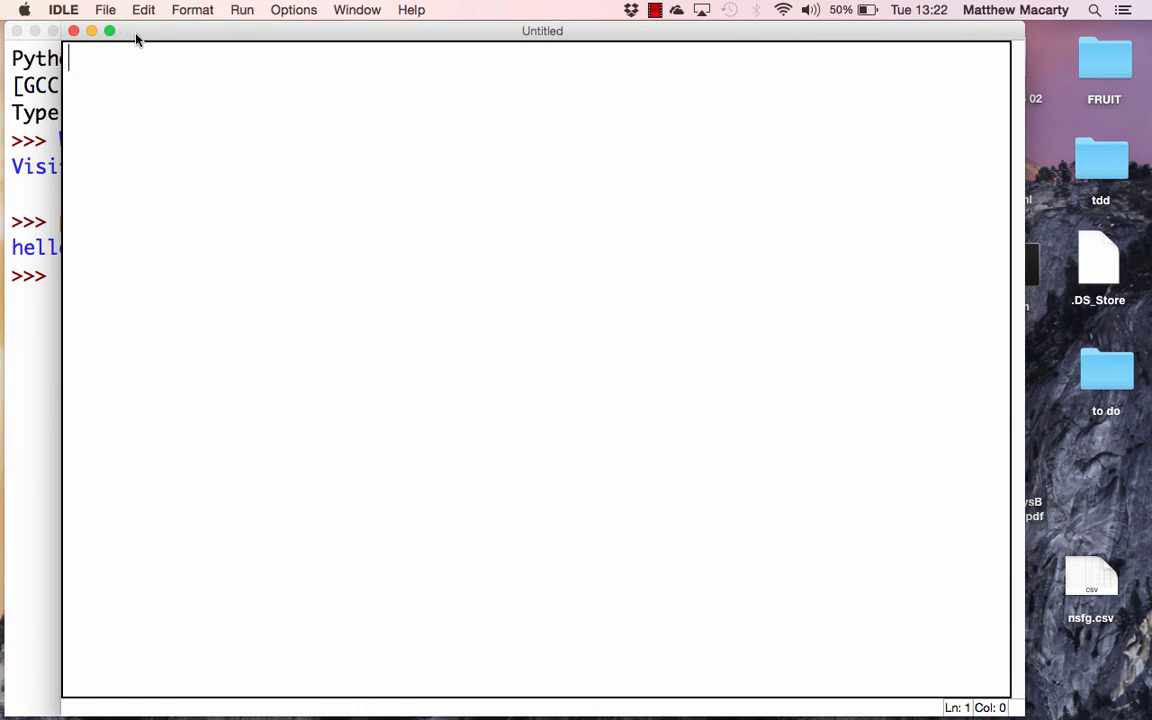 IDLE File Edit Format Run Options Window Help 50% Tue 13:22 Matthew Macarty
Untitled
Pyth
[GCC
Type
>>>
Visi
>>>
hell
>>>
02
FRUIT
tdd
.DS_Store
to do
pdf
csv
nsfg.csv
Ln: 1 Col: 0